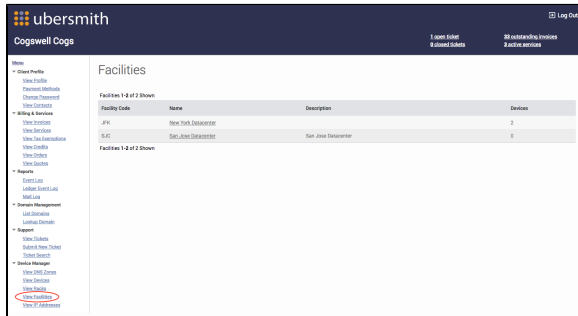 ubersmith
Log Out
Cogswell Cogs
1 open ticket
0 closed tickets
33 outstanding invoices
3 active services
Menu
Client Profile
View Profile
Payment Methods
Change Password
View Contacts
Billing & Services
View Invoices
View Services
View Tax Exemptions
View Credits
View Orders
View Quotes
Reports
Event Log
Ledger Event Log
Mail Log
Domain Management
List Domains
Lookup Domain
Support
View Tickets
Submit New Ticket
Ticket Search
Device Manager
View DNS Zones
View Devices
View Racks
View Facilities
View IP Addresses
Facilities
Facilities 1-2 of 2 Shown
Facility Code Name Description Devices
JFK New York Datacenter 2
SJC San Jose Datacenter San Jose Datacenter 0
Facilities 1-2 of 2 Shown